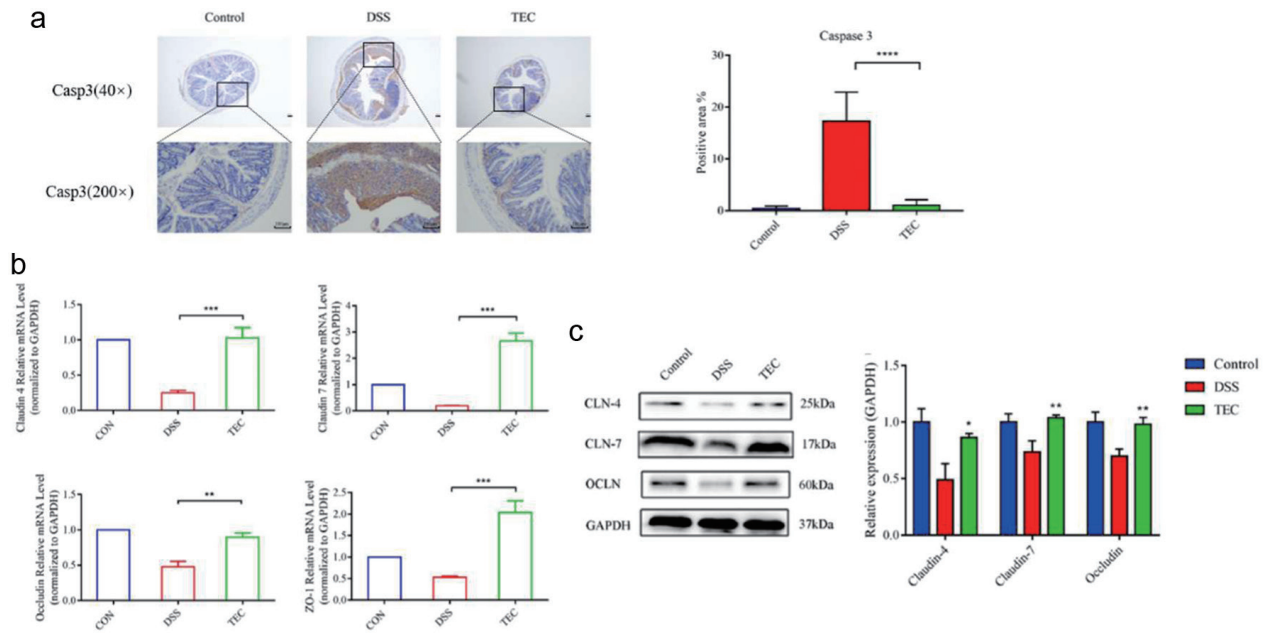 a
Control
DSS
TEC
Casp3(40×)
Casp3(200×)
Caspase 3
****
Positive area %
30
20
10
0
Control
DSS
TEC
b
Claudin 4 Relative mRNA Level
(normalized to GAPDH)
1.5
1.0
0.5
0.0
***
CON
DSS
TEC
Claudin 7 Relative mRNA Level
(normalized to GAPDH)
4
3
2
1
0
***
CON
DSS
TEC
Occludin Relative mRNA Level
(normalized to GAPDH)
1.5
1.0
0.5
0.0
**
CON
DSS
TEC
ZO-1 Relative mRNA Level
(normalized to GAPDH)
2.5
2.0
1.5
1.0
0.5
0.0
***
CON
DSS
TEC
c
Control
DSS
TEC
CLN-4
25kDa
CLN-7
17kDa
OCLN
60kDa
GAPDH
37kDa
Relative expression (GAPDH)
1.5
1.0
0.5
0.0
*
**
**
Claudin-4
Claudin-7
Occludin
Control
DSS
TEC